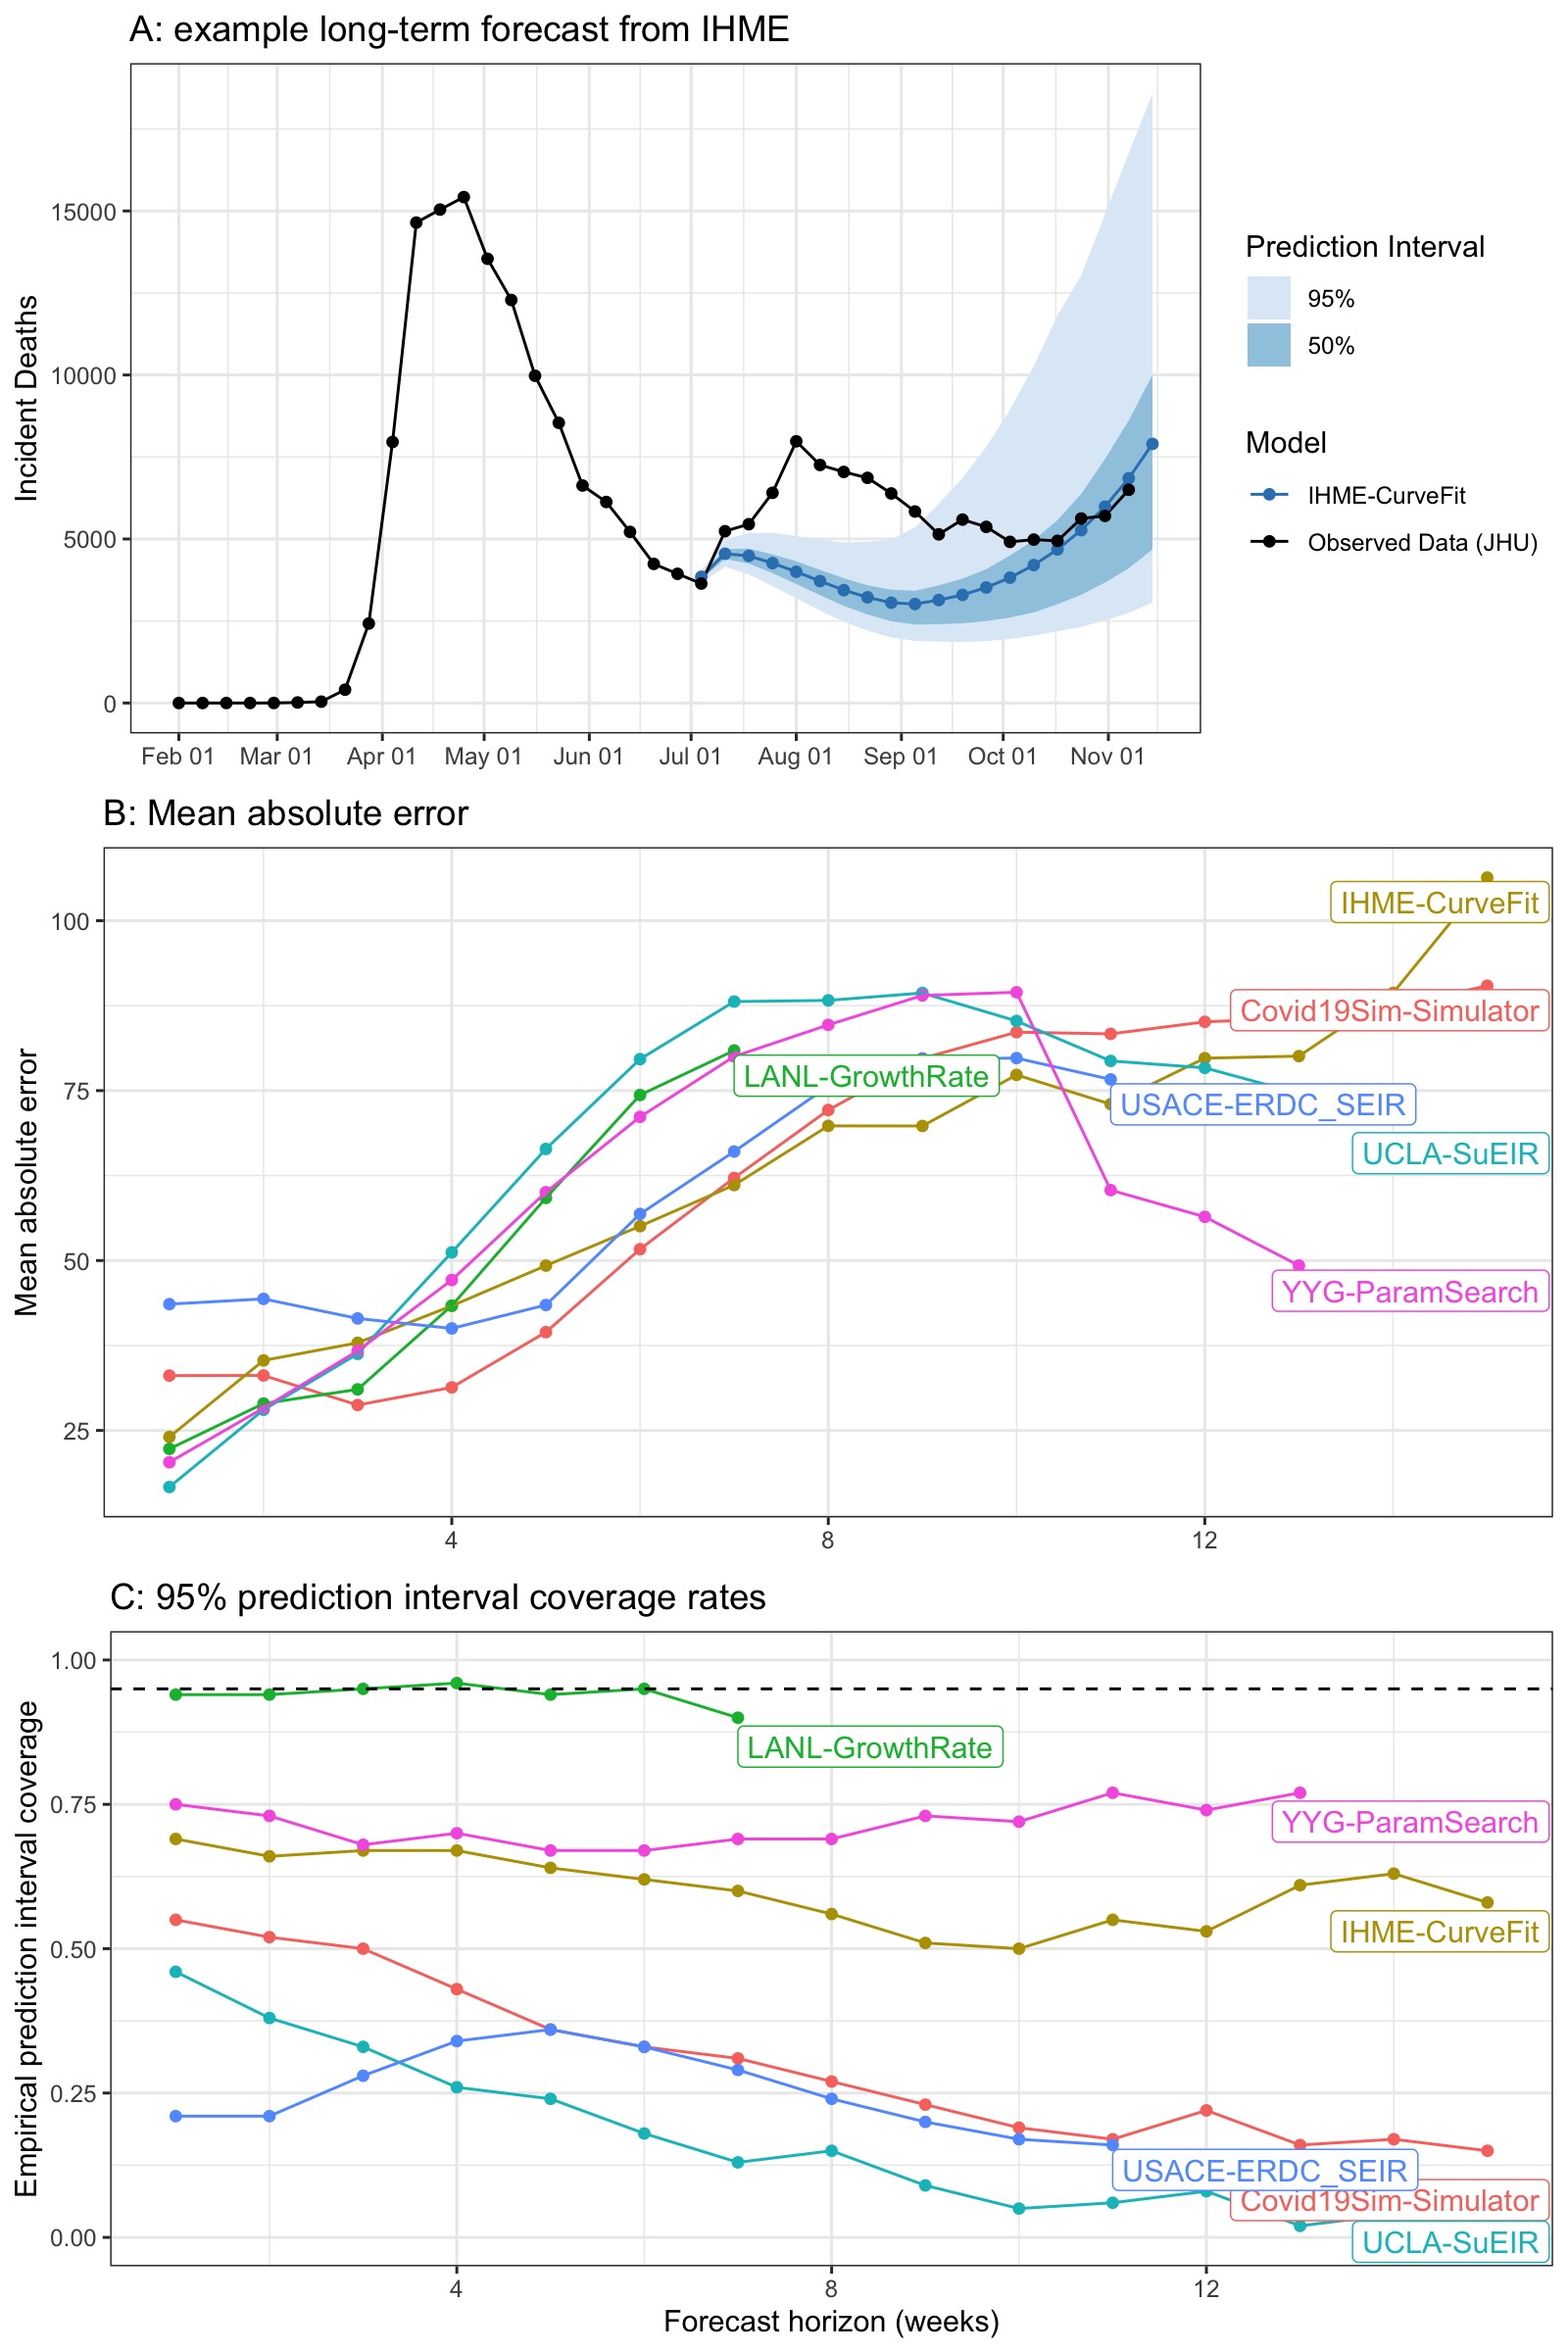 A: example long-term forecast from IHME
Incident Deaths
15000
10000
5000
0
Feb 01 Mar 01 Apr 01 May 01 Jun 01 Jul 01 Aug 01 Sep 01 Oct 01 Nov 01
Prediction Interval
95%
50%
Model
IHME-CurveFit
Observed Data (JHU)
B: Mean absolute error
Mean absolute error
100
75
50
25
IHME-CurveFit
Covid19Sim-Simulator
LANL-GrowthRate
USACE-ERDC_SEIR
UCLA-SuEIR
YYG-ParamSearch
4 8 12
C: 95% prediction interval coverage rates
Empirical prediction interval coverage
1.00
0.75
0.50
0.25
0.00
LANL-GrowthRate
YYG-ParamSearch
IHME-CurveFit
USACE-ERDC_SEIR
Covid19Sim-Simulator
UCLA-SuEIR
4 8 12
Forecast horizon (weeks)